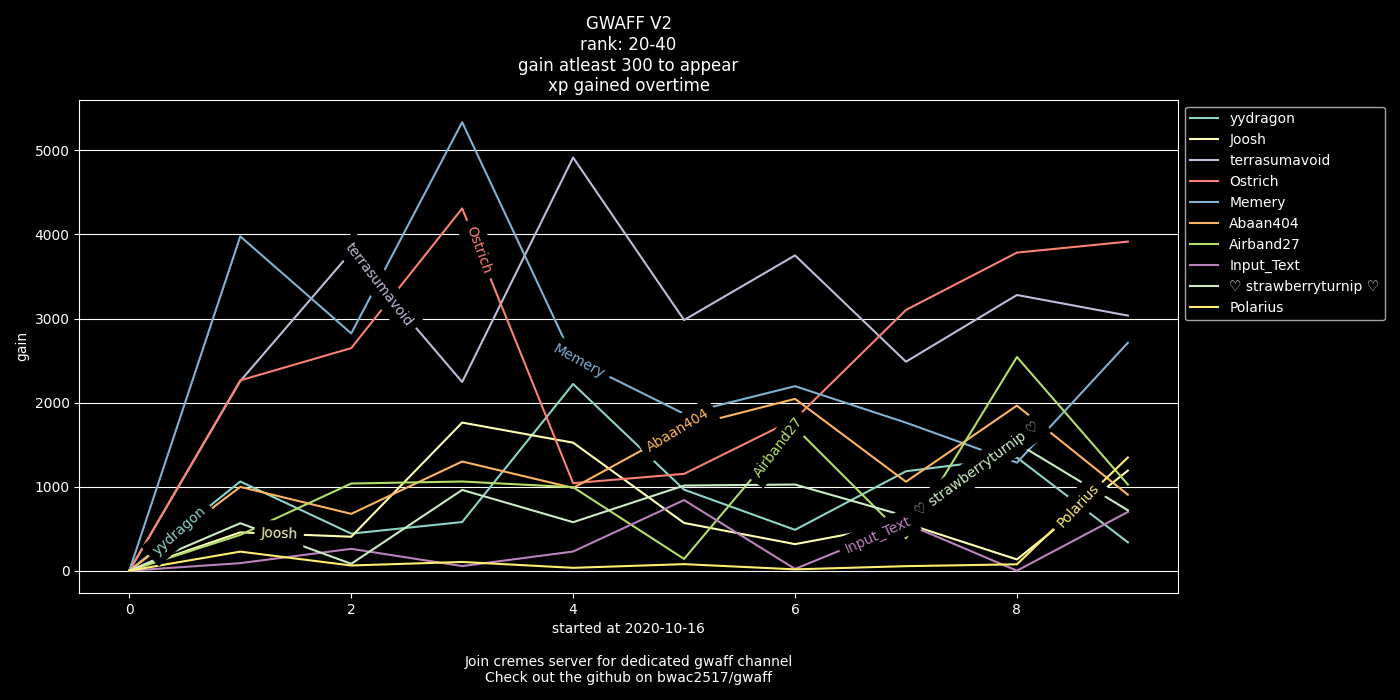 GWAFF V2
rank: 20-40
gain atleast 300 to appear
xp gained overtime
gain
5000
4000
3000
2000
1000
0
0 2 4 6 8
yydragon
Joosh
terrasumavoid
Ostrich
Memery
Abaan404
Airband27
Input_Text
♡ strawberryturnip ♡
Polarius
yydragon
Joosh
terrasumavoid
Ostrich
Memery
Abaan404
Airband27
Input_Text
♡ strawberryturnip ♡
Polarius
started at 2020-10-16
Join cremes server for dedicated gwaff channel
Check out the github on bwac2517/gwaff